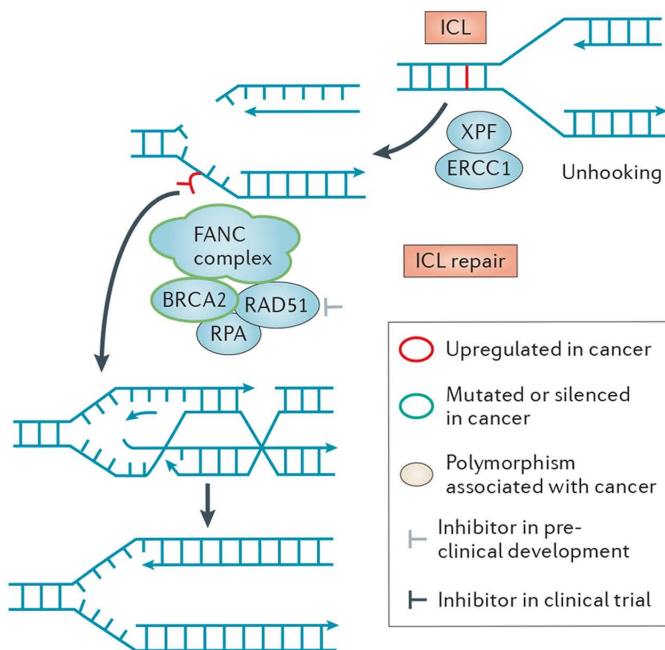 ICL
XPF
ERCC1
Unhooking
FANC
complex
BRCA2
RAD51
RPA
ICL repair
Upregulated in cancer
Mutated or silenced
in cancer
Polymorphism
associated with cancer
Inhibitor in pre-
clinical development
Inhibitor in clinical trial